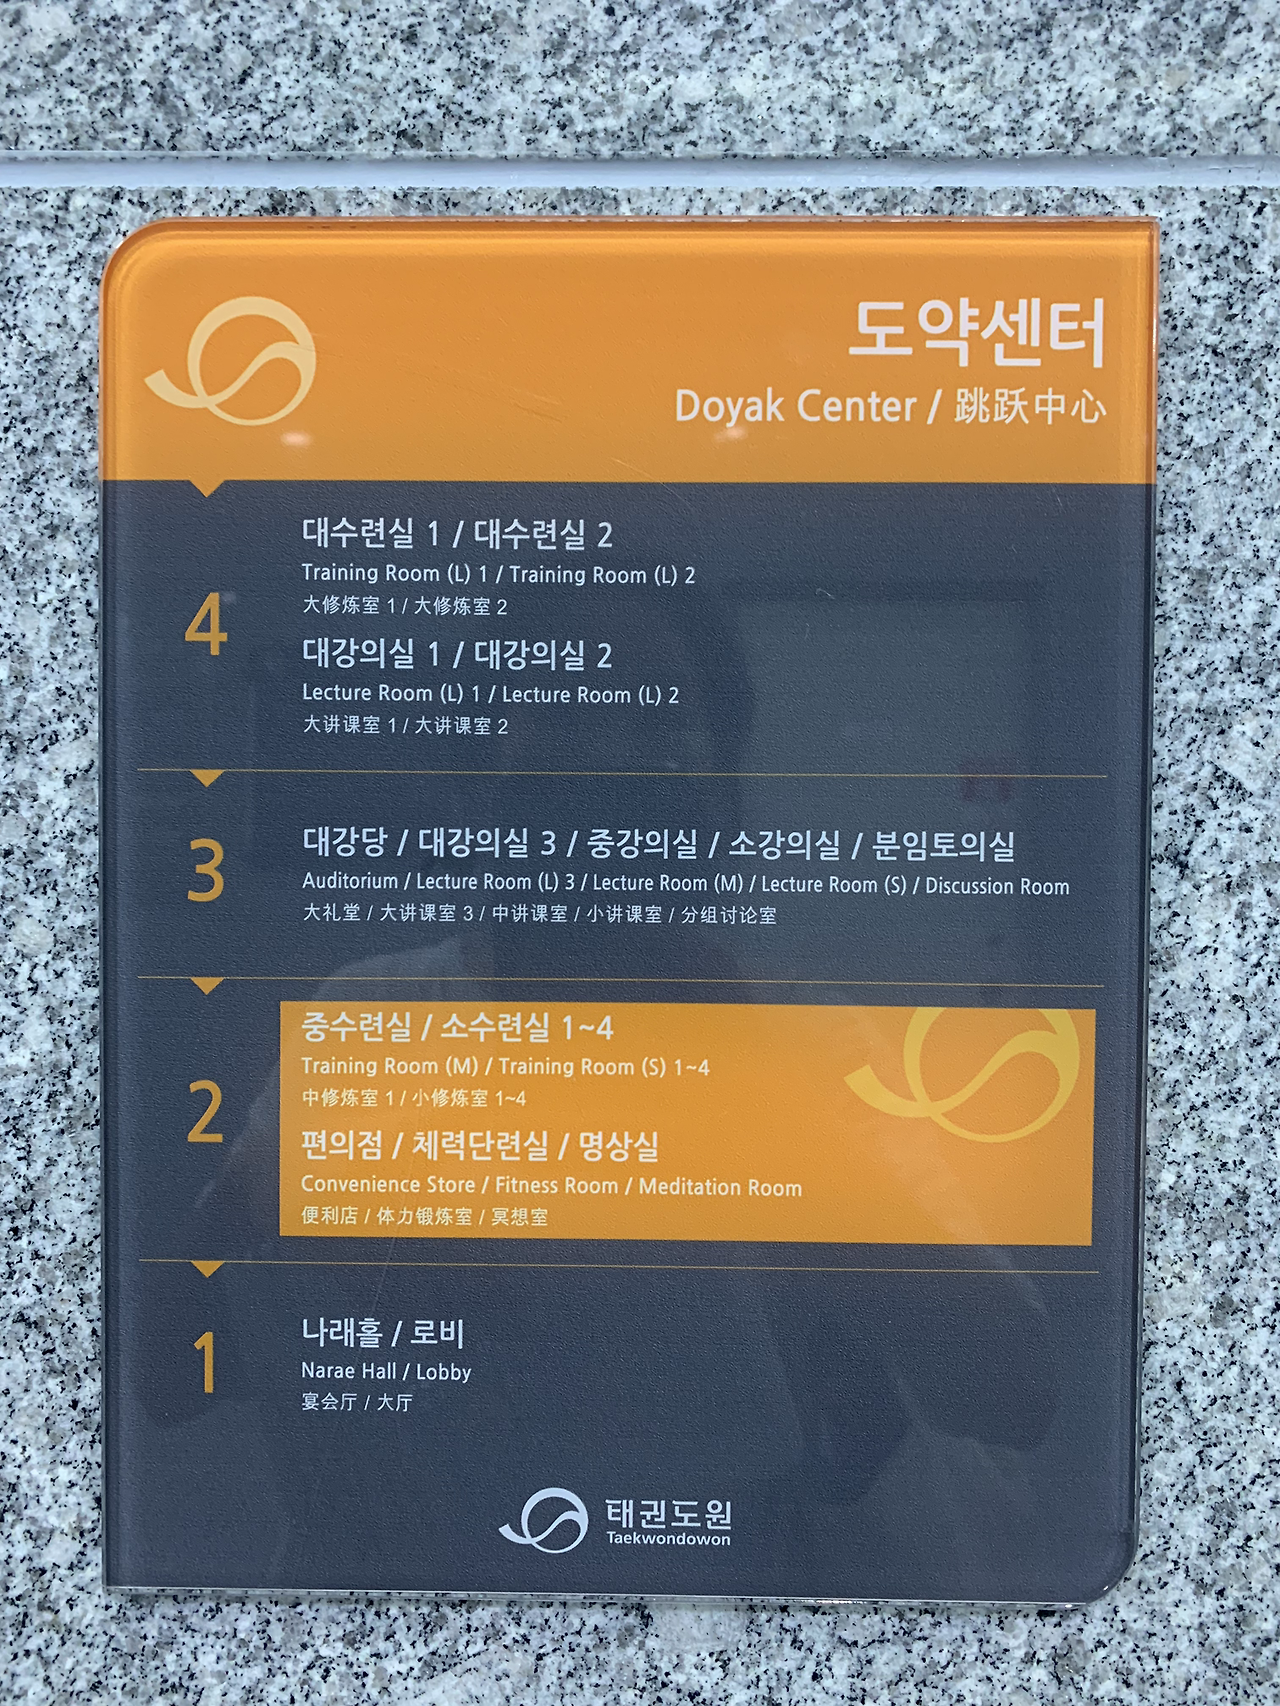 도약센터
Doyak Center / 跳跃中心
4
대수련실 1 / 대수련실 2
Training Room (L) 1 / Training Room (L) 2
大修炼室 1 / 大修炼室 2
대강의실 1 / 대강의실 2
Lecture Room (L) 1 / Lecture Room (L) 2
大讲课室 1 / 大讲课室 2
3
대강당 / 대강의실 3 / 중강의실 / 소강의실 / 분임토의실
Auditorium / Lecture Room (L) 3 / Lecture Room (M) / Lecture Room (S) / Discussion Room
大礼堂 / 大讲课室 3 / 中讲课室 / 小讲课室 / 分组讨论室
2
중수련실 / 소수련실 1~4
Training Room (M) / Training Room (S) 1~4
中修炼室 1 / 小修炼室 1~4
편의점 / 체력단련실 / 명상실
Convenience Store / Fitness Room / Meditation Room
便利店 / 体力锻炼室 / 冥想室
1
나래홀 / 로비
Narae Hall / Lobby
宴会厅 / 大厅
태권도원
Taekwondowon